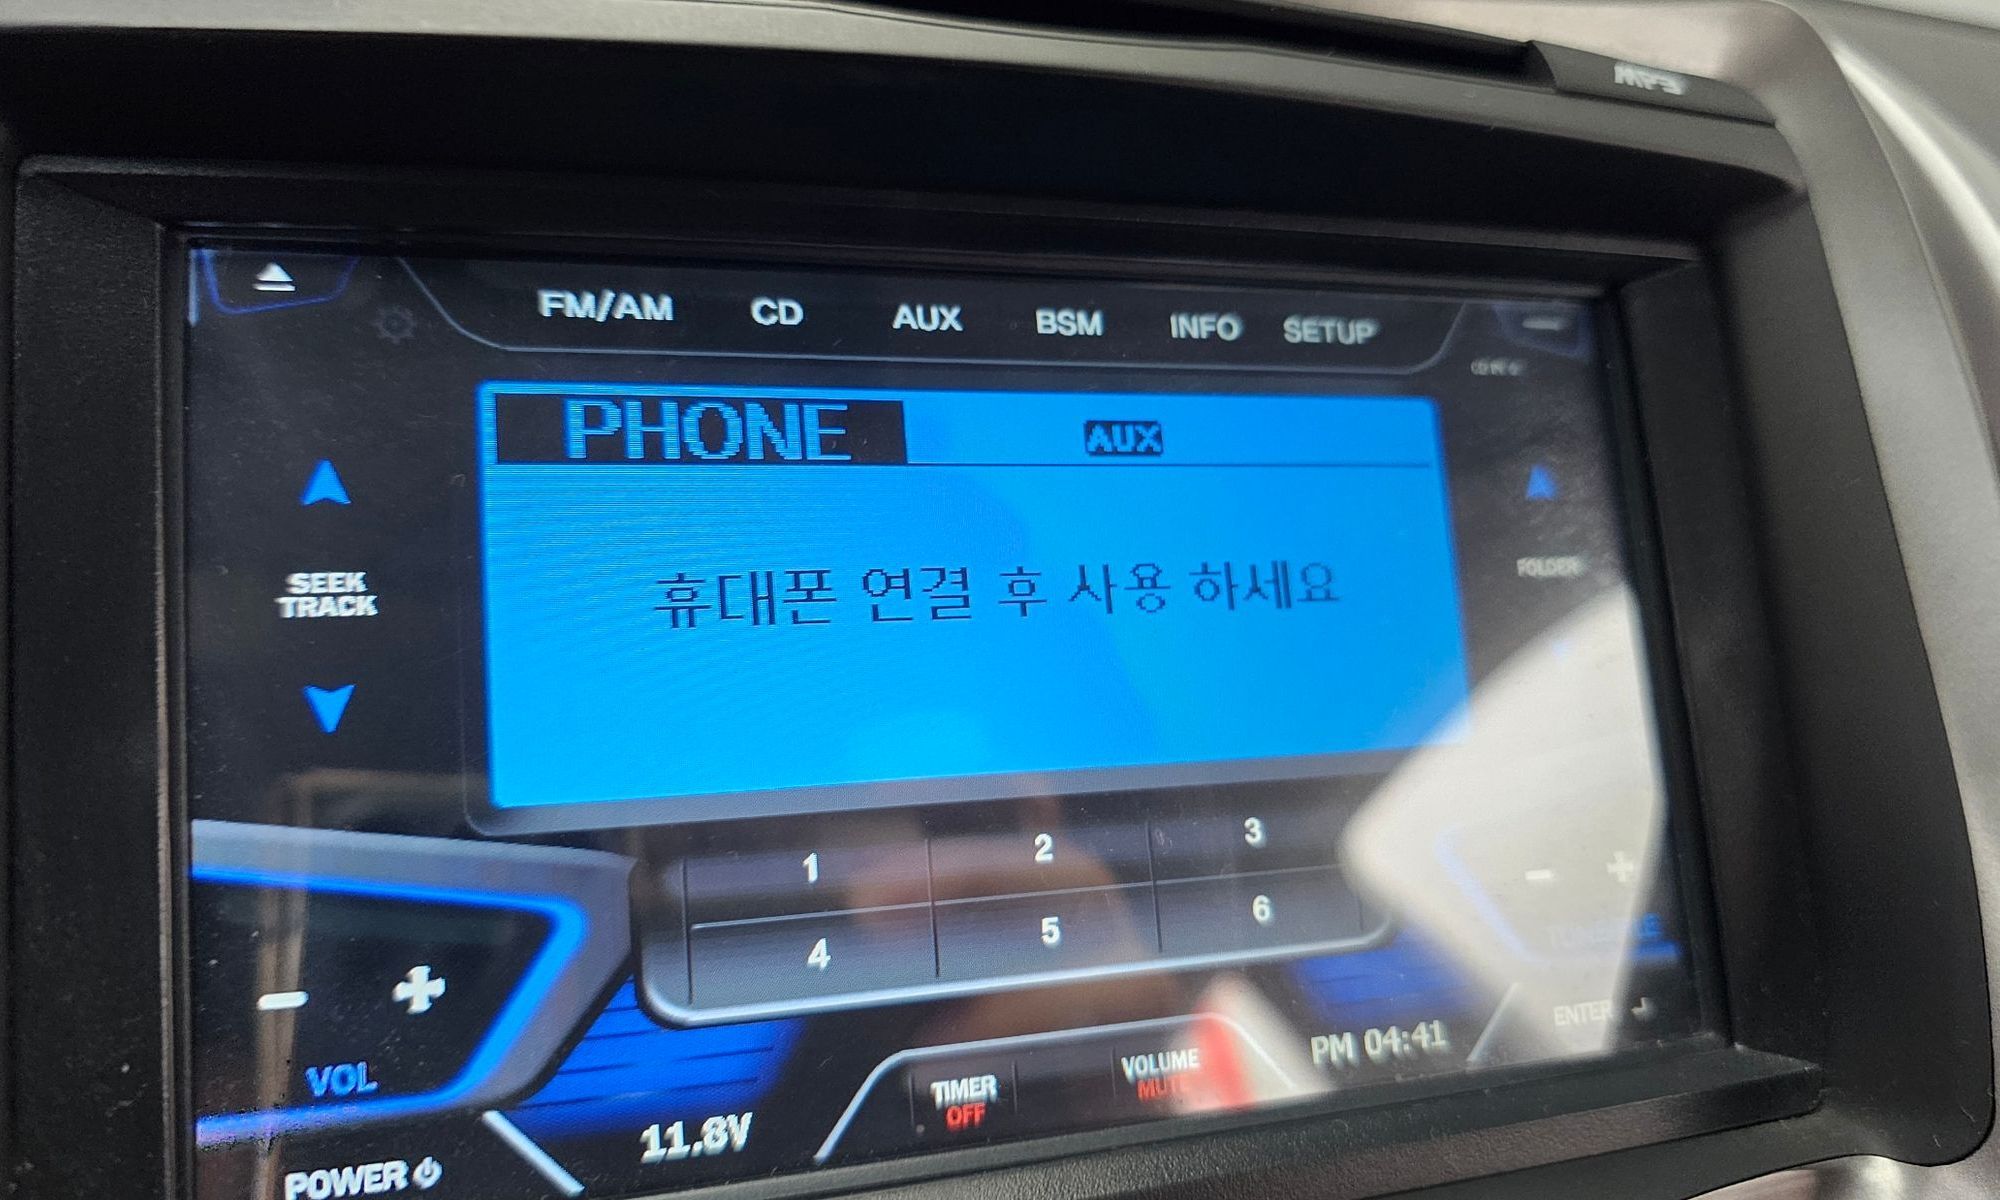 MP3
FM/AM CD AUX BSM INFO SETUP
PHONE AUX
SEEK
TRACK
FOLDER
휴대폰 연결 후 사용 하세요
1 2 3
4 5 6
- +
- +
VOL
ENTER
PM 04:41
TIMER
OFF
VOLUME
MUTE
11.8V
POWER